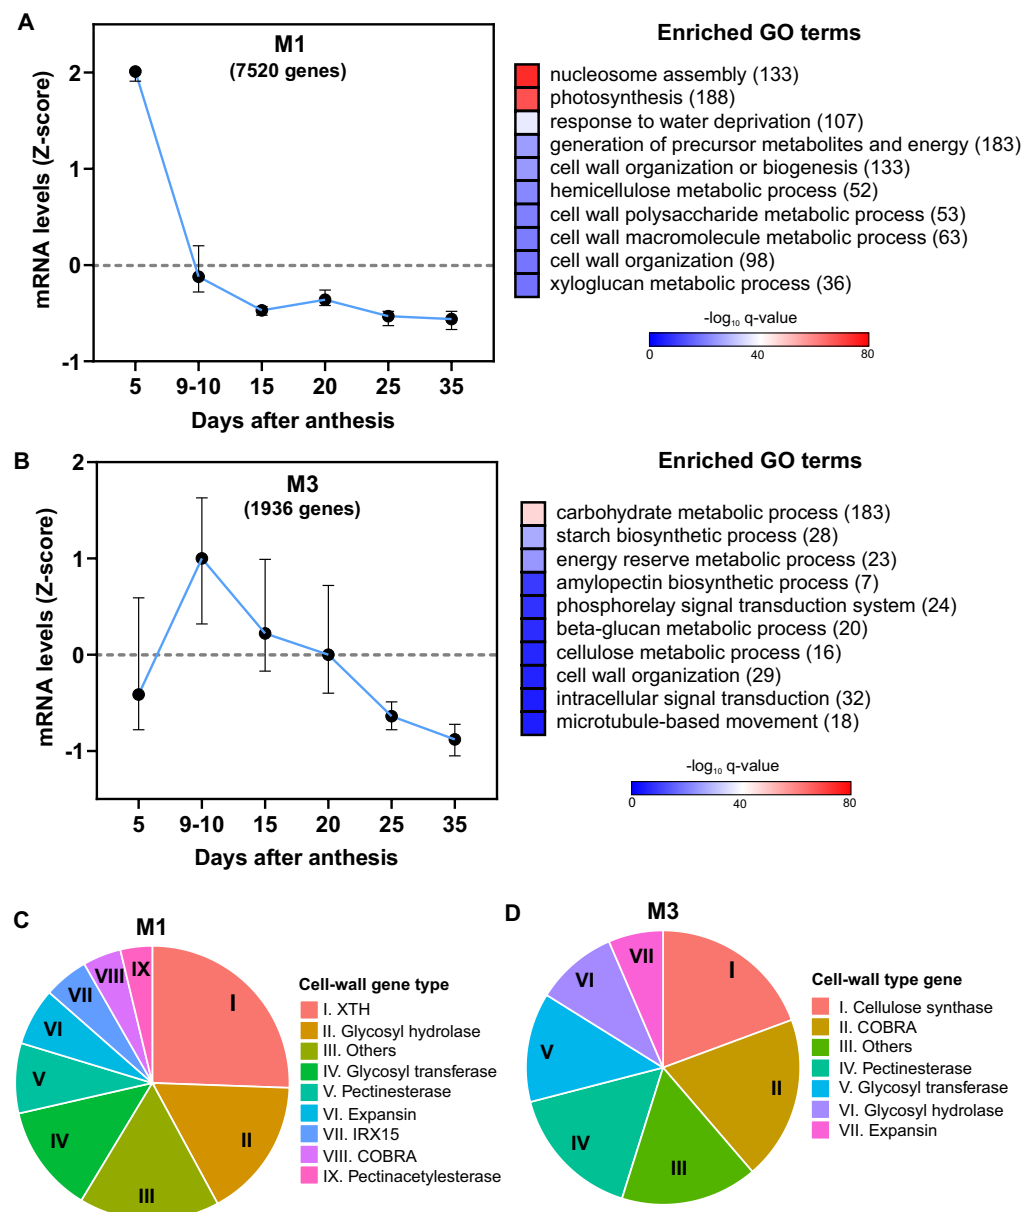 A
M1
(7520 genes)
mRNA levels (Z-score)
2
1
0
-1
5 9-10 15 20 25 35
Days after anthesis
Enriched GO terms
nucleosome assembly (133)
photosynthesis (188)
response to water deprivation (107)
generation of precursor metabolites and energy (183)
cell wall organization or biogenesis (133)
hemicellulose metabolic process (52)
cell wall polysaccharide metabolic process (53)
cell wall macromolecule metabolic process (63)
cell wall organization (98)
xyloglucan metabolic process (36)
-log₁₀ q-value
0 40 80
B
M3
(1936 genes)
mRNA levels (Z-score)
2
1
0
-1
5 9-10 15 20 25 35
Days after anthesis
Enriched GO terms
carbohydrate metabolic process (183)
starch biosynthetic process (28)
energy reserve metabolic process (23)
amylopectin biosynthetic process (7)
phosphorelay signal transduction system (24)
beta-glucan metabolic process (20)
cellulose metabolic process (16)
cell wall organization (29)
intracellular signal transduction (32)
microtubule-based movement (18)
-log₁₀ q-value
0 40 80
C
M1
I
II
III
IV
V
VI
VII
VIII
IX
Cell-wall gene type
I. XTH
II. Glycosyl hydrolase
III. Others
IV. Glycosyl transferase
V. Pectinesterase
VI. Expansin
VII. IRX15
VIII. COBRA
IX. Pectinacetylesterase
D
M3
I
II
III
IV
V
VI
VII
Cell-wall type gene
I. Cellulose synthase
II. COBRA
III. Others
IV. Pectinesterase
V. Glycosyl transferase
VI. Glycosyl hydrolase
VII. Expansin